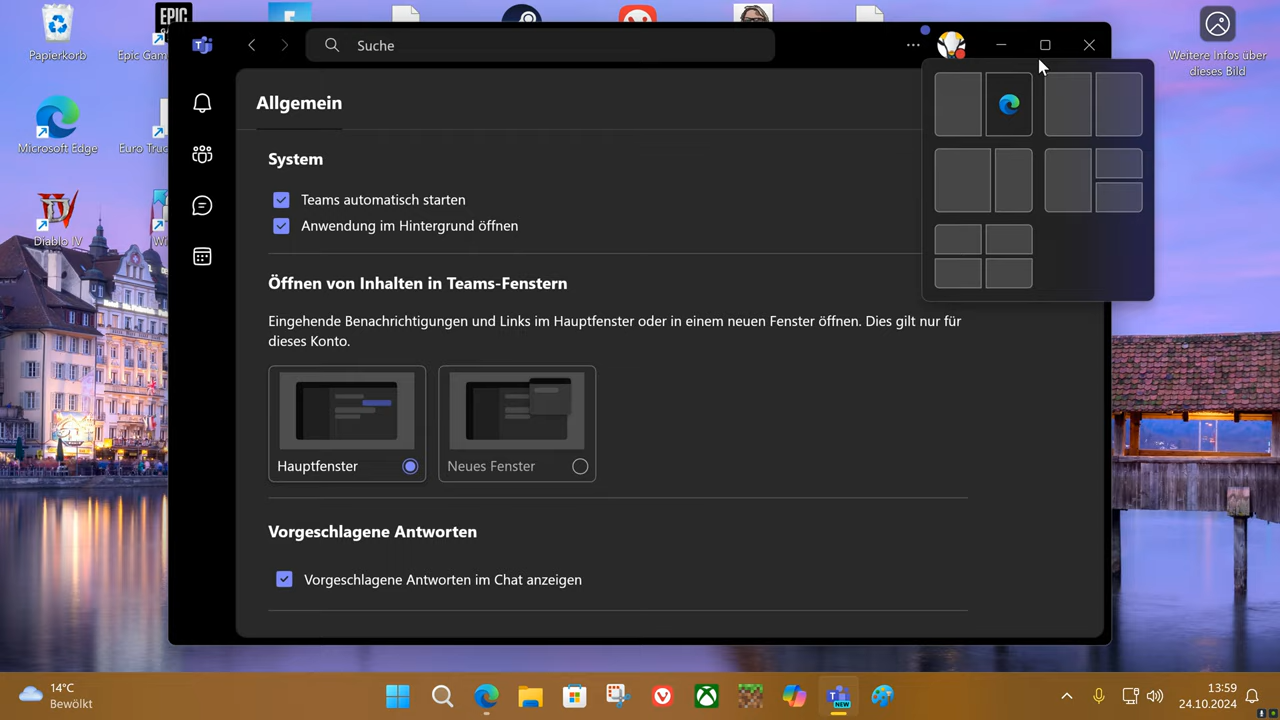 Papierkorb
EPIC
Epic Gam
Microsoft Edge
Euro Truc
Diablo IV
Weitere Infos über
dieses Bild
Suche
Allgemein
System
Teams automatisch starten
Anwendung im Hintergrund öffnen
Öffnen von Inhalten in Teams-Fenstern
Eingehende Benachrichtigungen und Links im Hauptfenster oder in einem neuen Fenster öffnen. Dies gilt nur für
dieses Konto.
Hauptfenster
Neues Fenster
Vorgeschlagene Antworten
Vorgeschlagene Antworten im Chat anzeigen
14°C
Bewölkt
NEW
13:59
24.10.2024